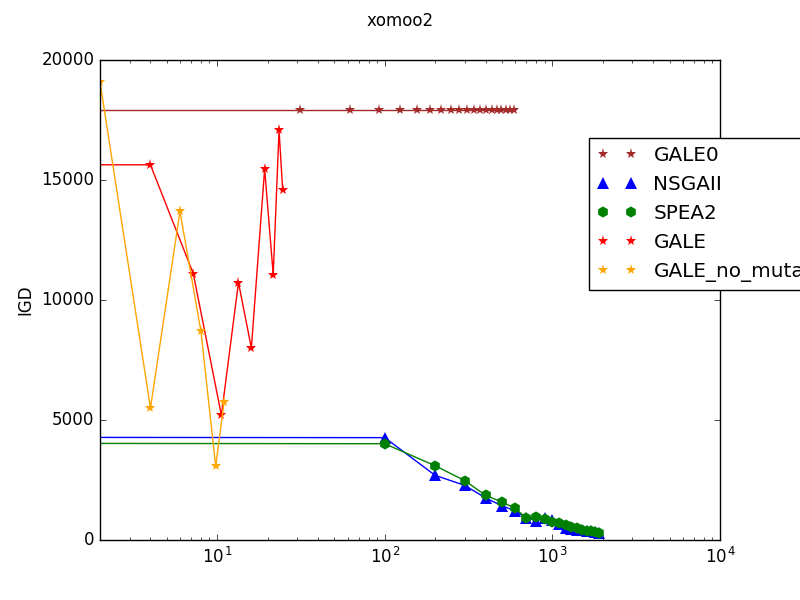 xomoo2
20000
15000
10000
5000
0
IGD
GALE0
NSGAII
SPEA2
GALE
GALE_no_muta
10^1
10^2
10^3
10^4